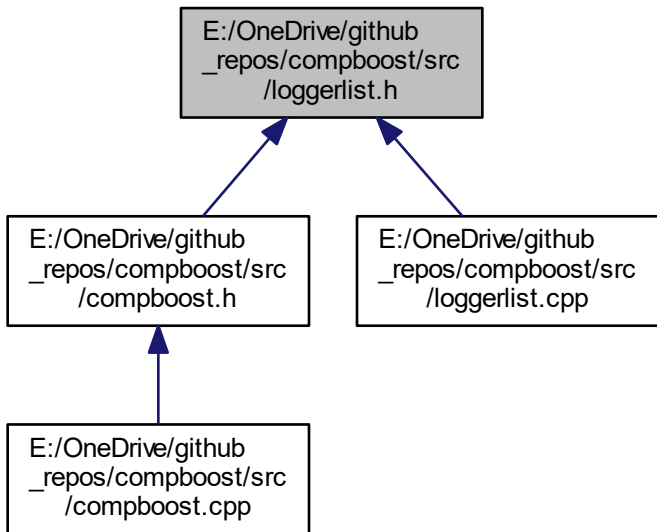 E:/OneDrive/github
_repos/compboost/src
/loggerlist.h
E:/OneDrive/github
_repos/compboost/src
/compboost.h
E:/OneDrive/github
_repos/compboost/src
/loggerlist.cpp
E:/OneDrive/github
_repos/compboost/src
/compboost.cpp